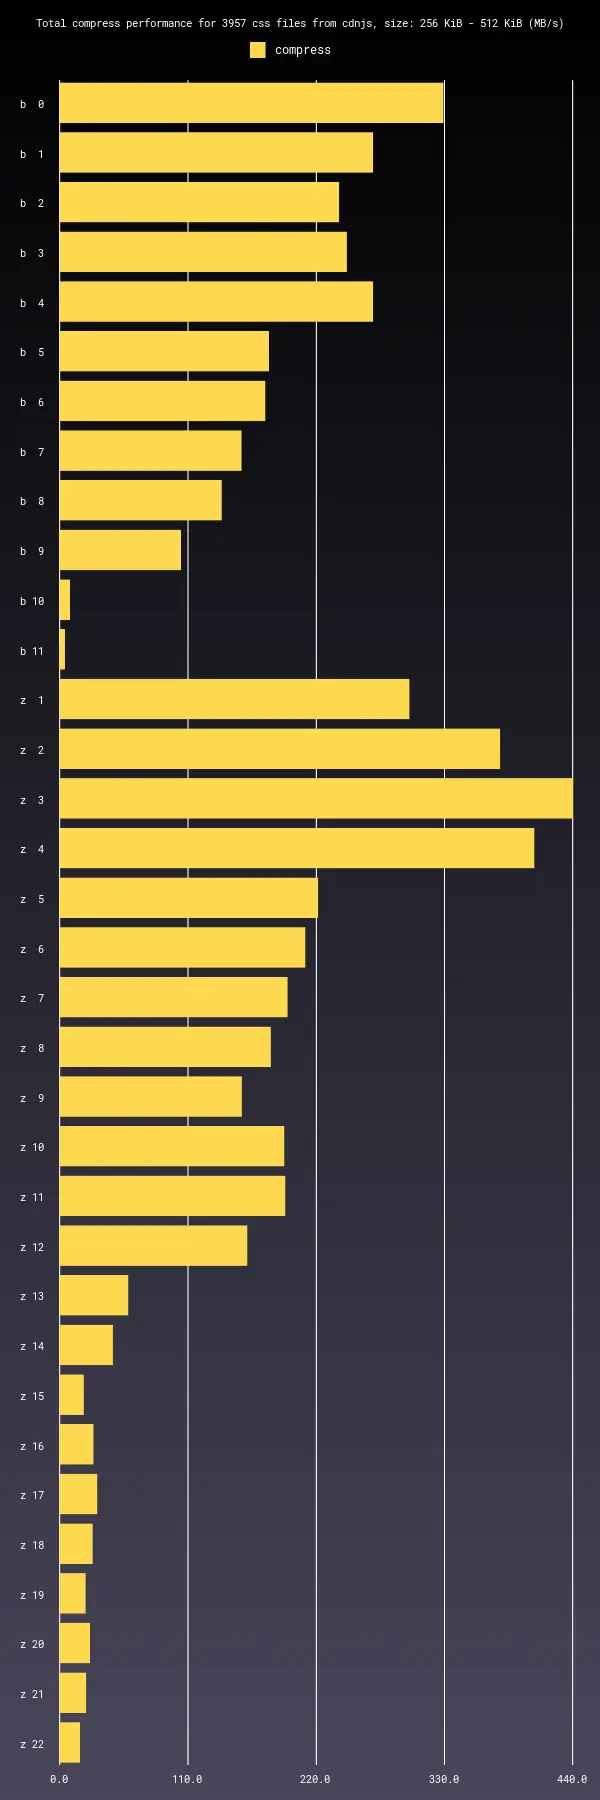 Total compress performance for 3957 css files from cdnjs, size: 256 KiB - 512 KiB (MB/s)
compress
b  0
b  1
b  2
b  3
b  4
b  5
b  6
b  7
b  8
b  9
b 10
b 11
z  1
z  2
z  3
z  4
z  5
z  6
z  7
z  8
z  9
z 10
z 11
z 12
z 13
z 14
z 15
z 16
z 17
z 18
z 19
z 20
z 21
z 22
0.0 110.0 220.0 330.0 440.0